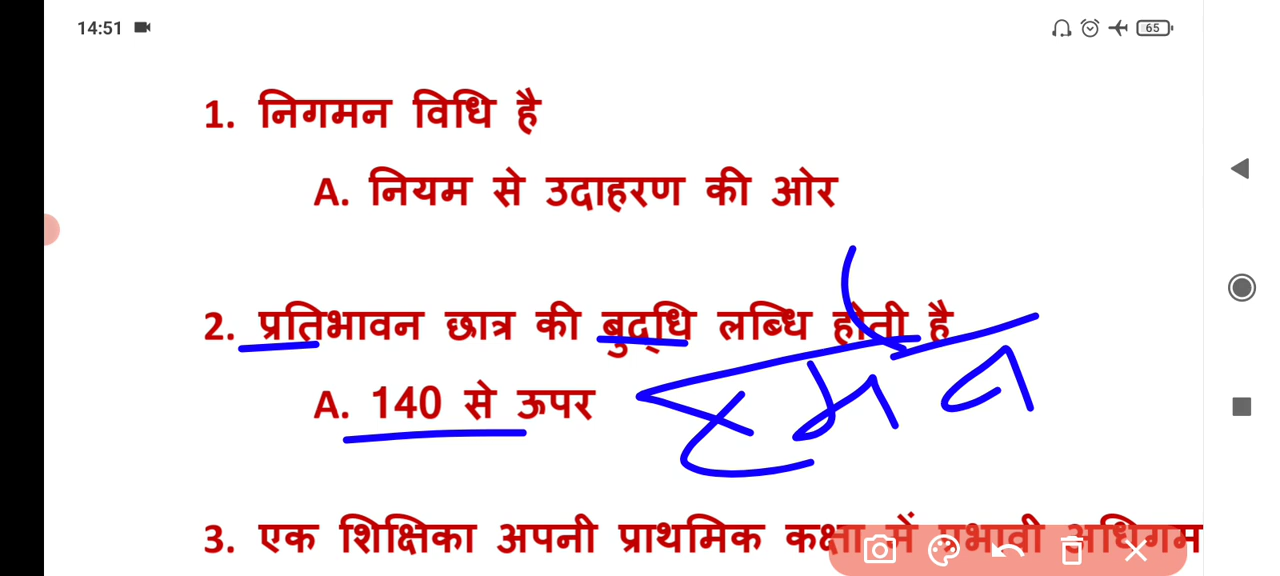 14:51
65
1. निगमन विधि है
A. नियम से उदाहरण की ओर
2. प्रतिभावन छात्र की बुद्धि लब्धि होती है
A. 140 से ऊपर
3. एक शिक्षिका अपनी प्राथमिक कक्षा में प्रभावी अधिगम